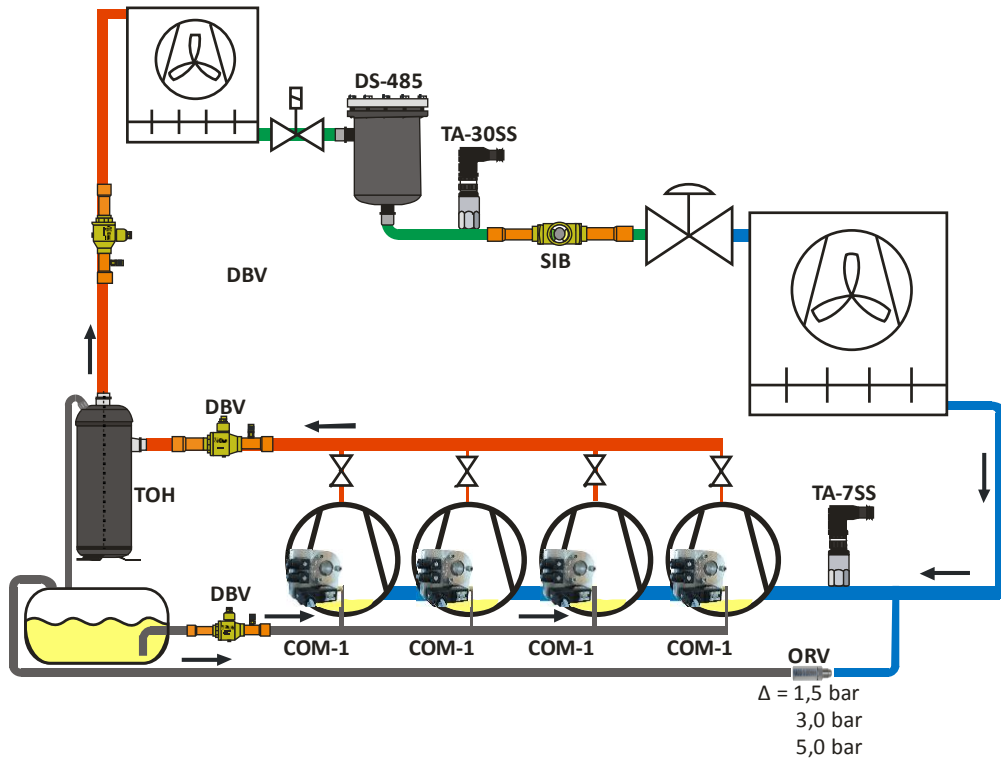 DS-485
TA-30SS
SIB
DBV
DBV
TOH
TA-7SS
DBV
COM-1
COM-1
COM-1
COM-1
ORV
Δ = 1,5 bar
3,0 bar
5,0 bar